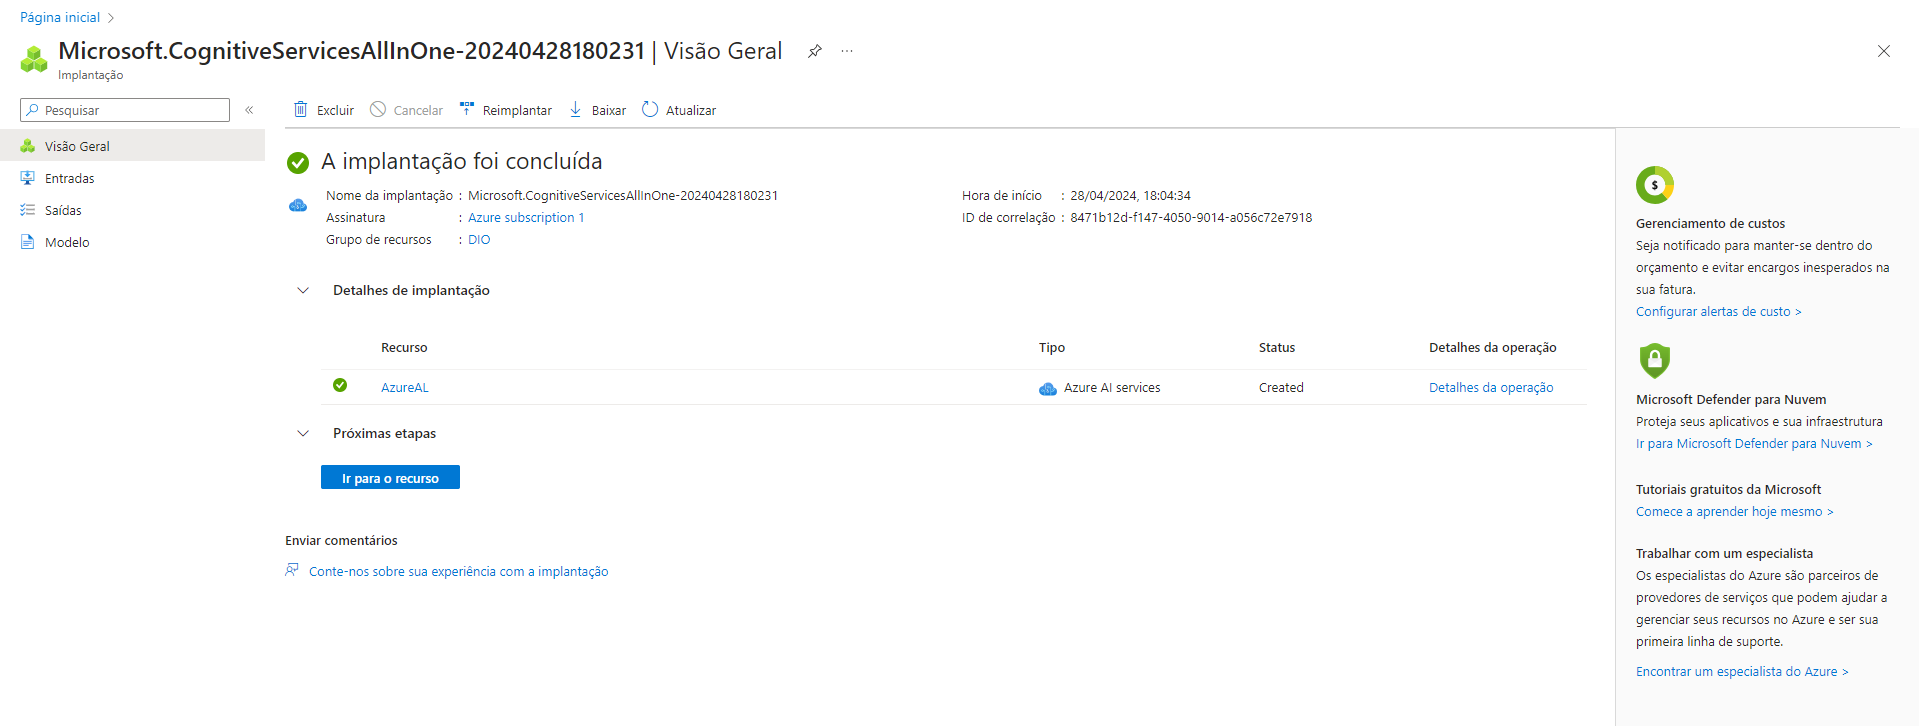 Página inicial
Microsoft.CognitiveServicesAllInOne-20240428180231 | Visão Geral
Implantação
Pesquisar
Visão Geral
Entradas
Saídas
Modelo
Excluir Cancelar Reimplantar Baixar Atualizar
A implantação foi concluída
Nome da implantação : Microsoft.CognitiveServicesAllInOne-20240428180231
Assinatura : Azure subscription 1
Grupo de recursos : DIO
Hora de início : 28/04/2024, 18:04:34
ID de correlação : 8471b12d-f147-4050-9014-a056c72e7918
Detalhes de implantação
Recurso Tipo Status Detalhes da operação
AzureAL Azure AI services Created Detalhes da operação
Próximas etapas
Ir para o recurso
Enviar comentários
Conte-nos sobre sua experiência com a implantação
Gerenciamento de custos
Seja notificado para manter-se dentro do
orçamento e evitar encargos inesperados na
sua fatura.
Configurar alertas de custo >
Microsoft Defender para Nuvem
Proteja seus aplicativos e sua infraestrutura
Ir para Microsoft Defender para Nuvem >
Tutoriais gratuitos da Microsoft
Comece a aprender hoje mesmo >
Trabalhar com um especialista
Os especialistas do Azure são parceiros de
provedores de serviços que podem ajudar a
gerenciar seus recursos no Azure e ser sua
primeira linha de suporte.
Encontrar um especialista do Azure >